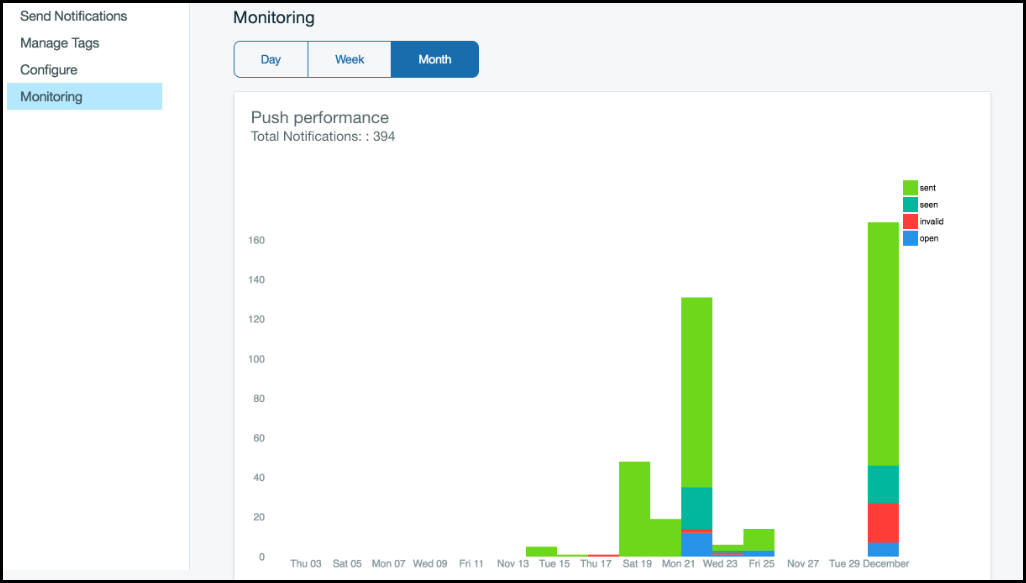 Send Notifications
Manage Tags
Configure
Monitoring
Monitoring
Day Week Month
Push performance
Total Notifications: : 394
sent
seen
invalid
open
160
140
120
100
80
60
40
20
0
Thu 03 Sat 05 Mon 07 Wed 09 Fri 11 Nov 13 Tue 15 Thu 17 Sat 19 Mon 21 Wed 23 Fri 25 Nov 27 Tue 29 December